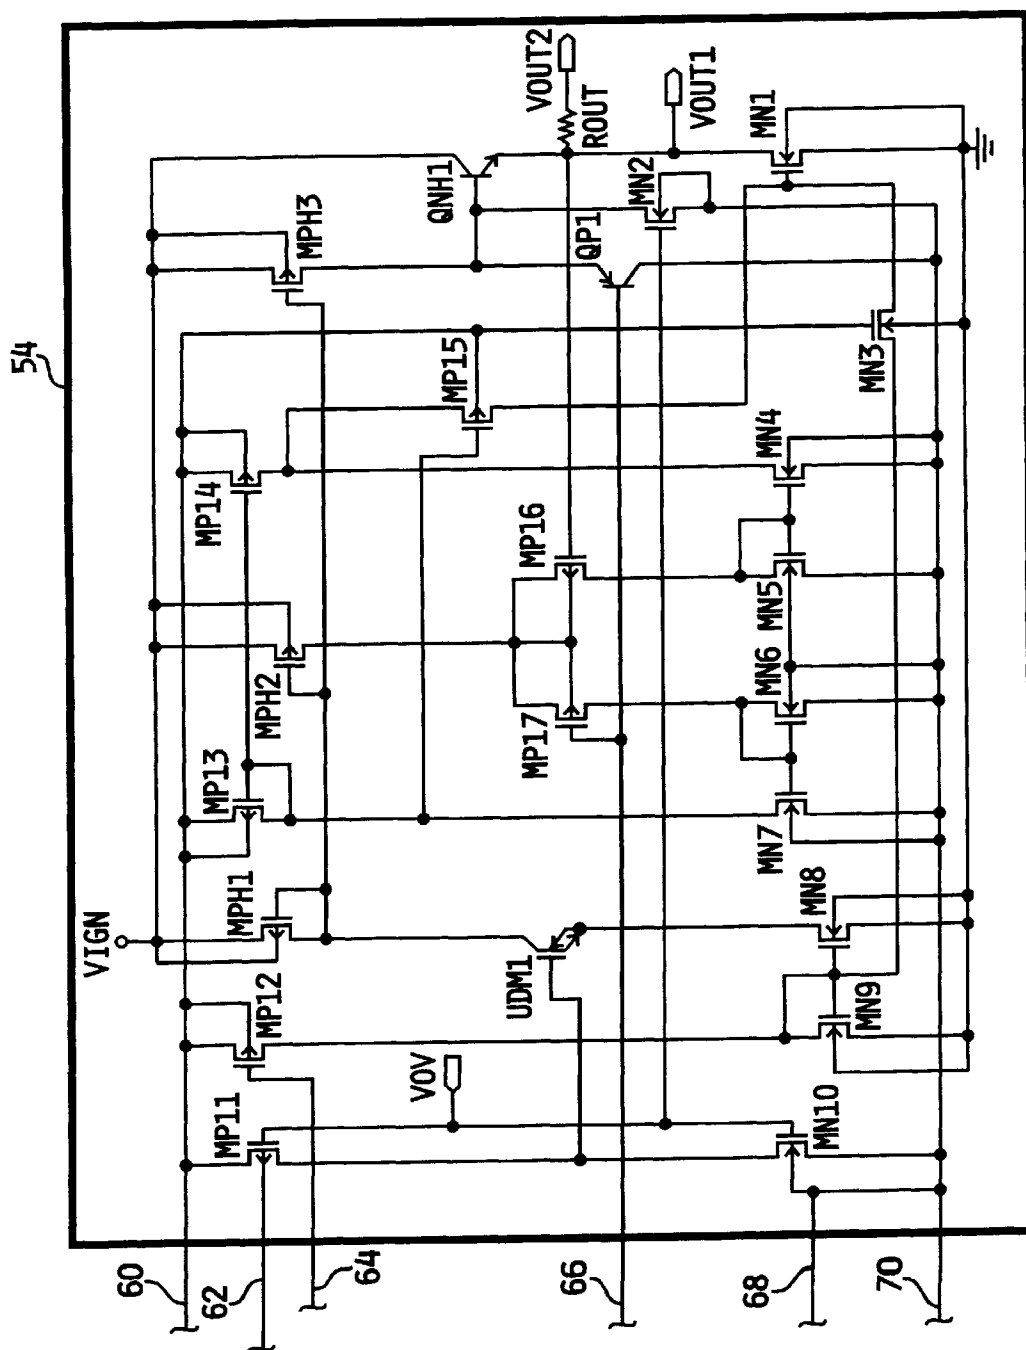 54
VIGN
VOUT2
ROUT
VOUT1
MN1
QNH1
MN2
QP1
MPH3
MP15
MN3
MP14
MN4
MP16
MN5
MPH2
MN6
MP17
MP13
MN7
MPH1
MN8
UDM1
MP12
MN9
VOV
MP11
MN10
60
62
64
66
68
70